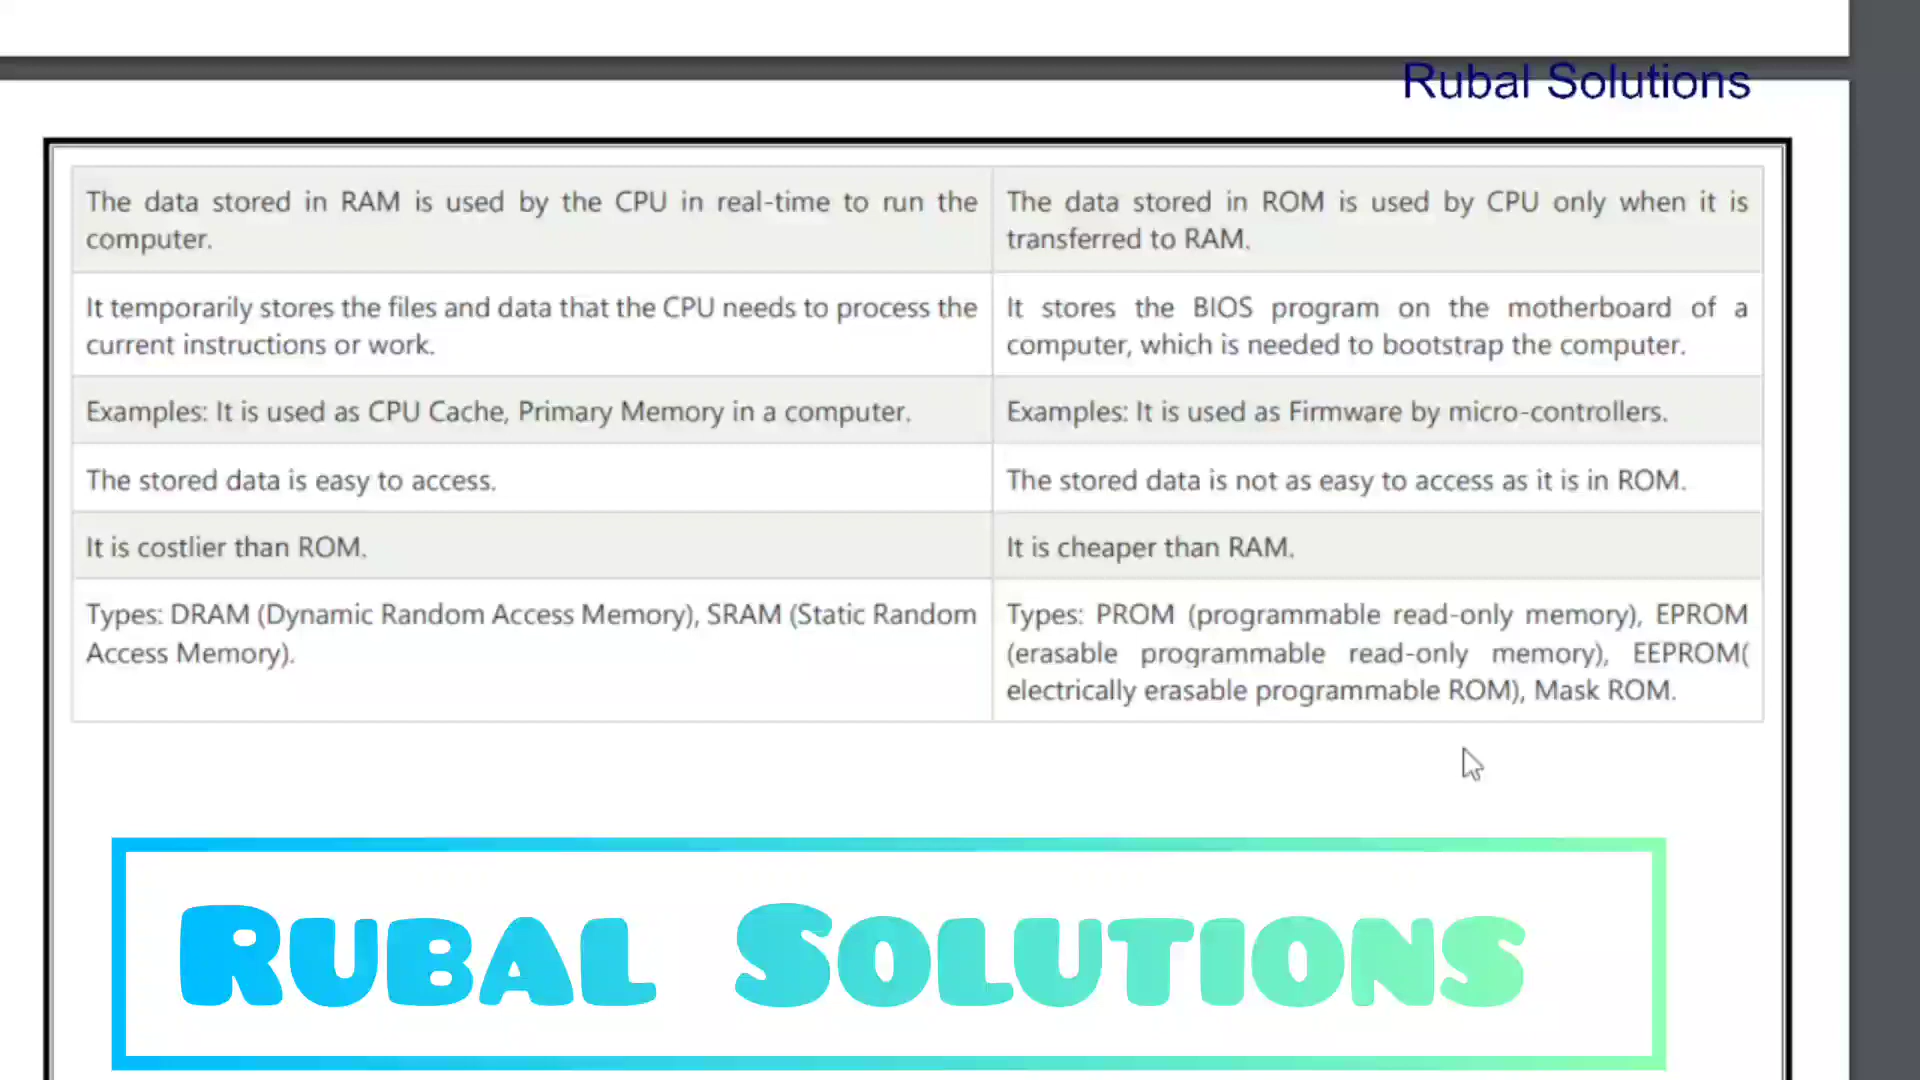 Rubal Solutions
The data stored in RAM is used by the CPU in real-time to run the
computer.
The data stored in ROM is used by CPU only when it is
transferred to RAM.
It temporarily stores the files and data that the CPU needs to process the
current instructions or work.
It stores the BIOS program on the motherboard of a
computer, which is needed to bootstrap the computer.
Examples: It is used as CPU Cache, Primary Memory in a computer.
Examples: It is used as Firmware by micro-controllers.
The stored data is easy to access.
The stored data is not as easy to access as it is in ROM.
It is costlier than ROM.
It is cheaper than RAM.
Types: DRAM (Dynamic Random Access Memory), SRAM (Static Random
Access Memory).
Types: PROM (programmable read-only memory), EPROM
(erasable programmable read-only memory), EEPROM(
electrically erasable programmable ROM), Mask ROM.
RUBAL SOLUTIONS